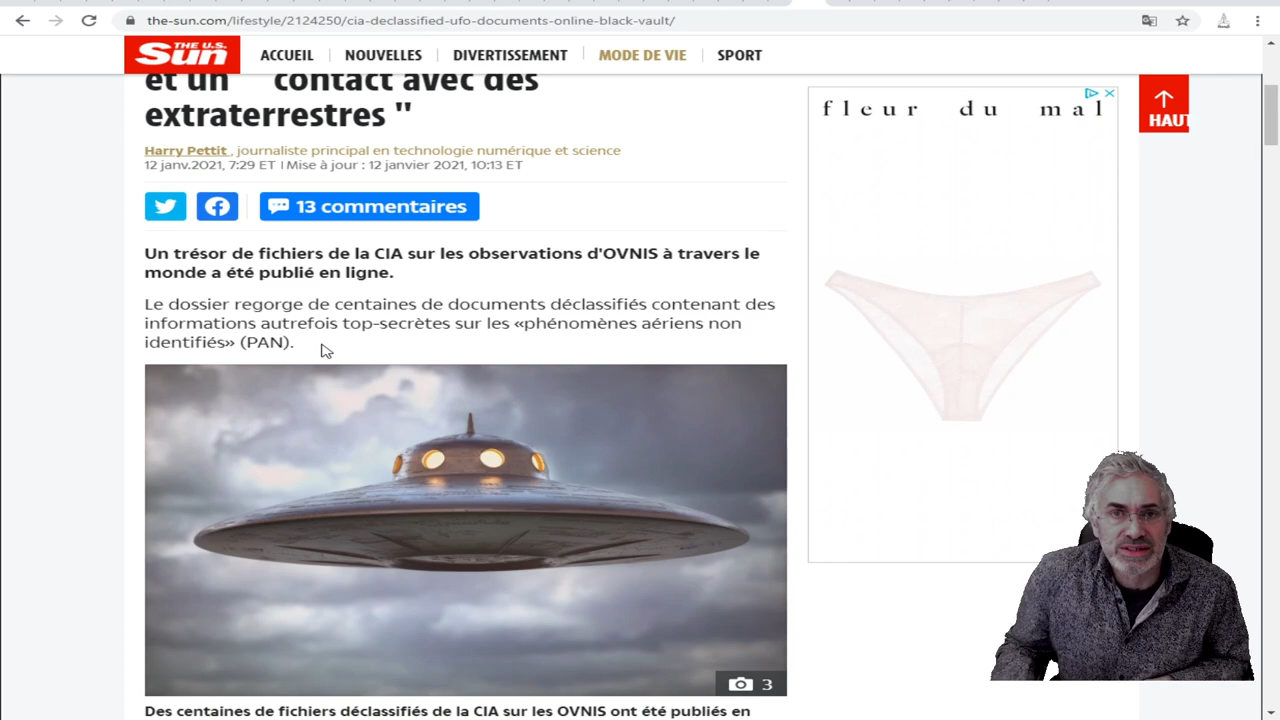 the-sun.com/lifestyle/2124250/cia-declassified-ufo-documents-online-black-vault/
THE U.S. Sun
ACCUEIL
NOUVELLES
DIVERTISSEMENT
MODE DE VIE
SPORT
et un " contact avec des
extraterrestres "
Harry Pettit , journaliste principal en technologie numérique et science
12 janv.2021, 7:29 ET | Mise à jour : 12 janvier 2021, 10:13 ET
13 commentaires
Un trésor de fichiers de la CIA sur les observations d'OVNIS à travers le
monde a été publié en ligne.
Le dossier regorge de centaines de documents déclassifiés contenant des
informations autrefois top-secrètes sur les «phénomènes aériens non
identifiés» (PAN).
3
Des centaines de fichiers déclassifiés de la CIA sur les OVNIS ont été publiés en
fleur du mal
HAUT